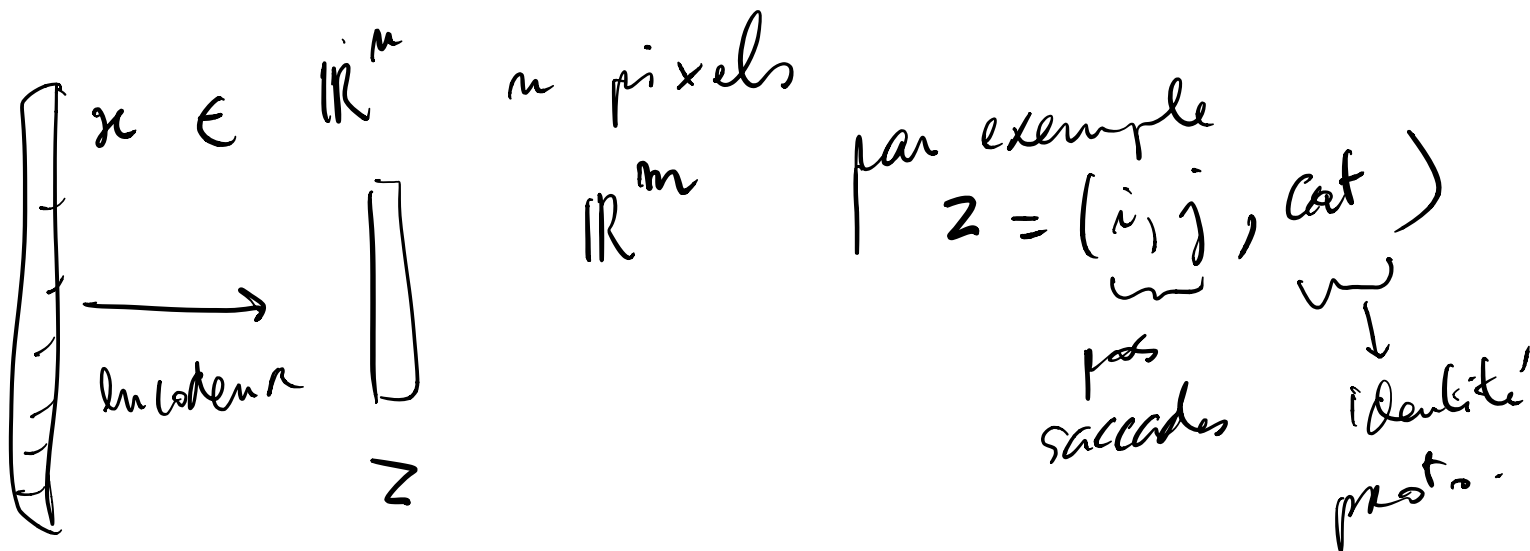 x ∈ ℝⁿ n pixels
ℝᵐ
par exemple
z = (i, j, cat)
encodeur
z
pos saccades
identité proto.